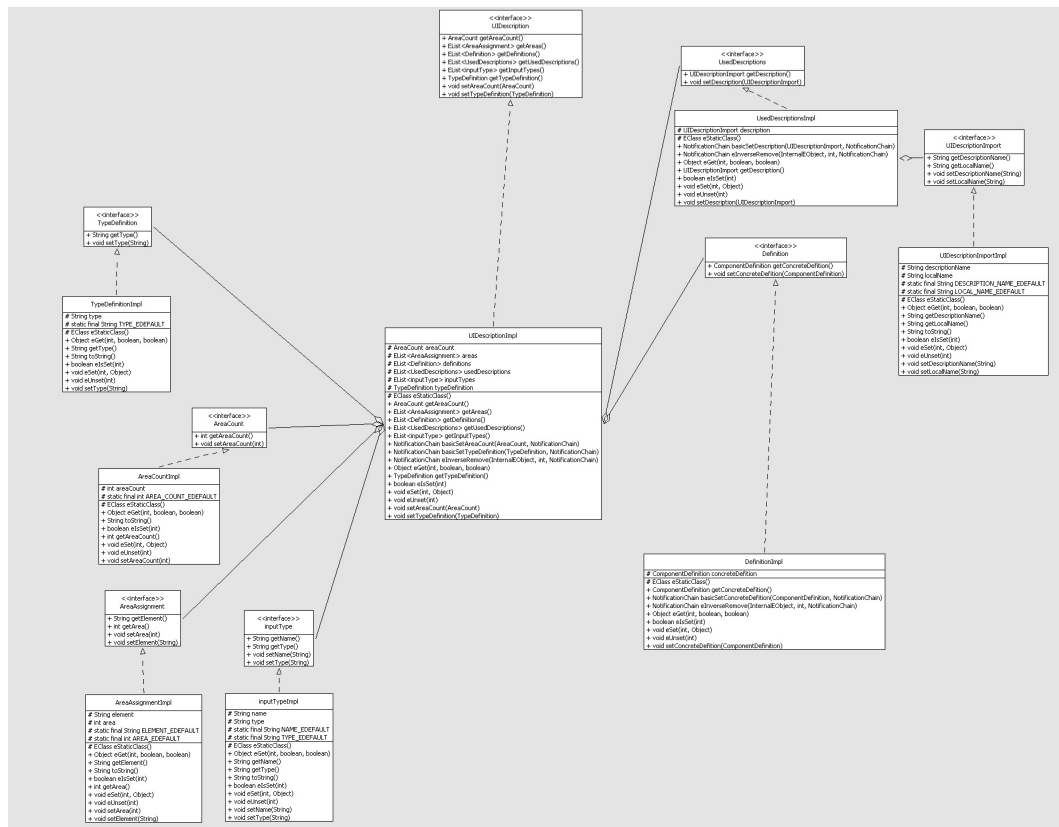 <<interface>>
UIDescription
+ AreaCount getAreaCount()
+ EList<AreaAssignment> getAreas()
+ EList<Definition> getDefinitions()
+ EList<UsedDescriptions> getUsedDescriptions()
+ EList<inputType> getInputTypes()
+ TypeDefinition getTypeDefinition()
+ void setAreaCount(AreaCount)
+ void setTypeDefinition(TypeDefinition)
<<interface>>
UsedDescriptions
+ UIDescriptionImport getDescription()
+ void setDescription(UIDescriptionImport)
UsedDescriptionsImpl
# UIDescriptionImport description
# EClass eStaticClass()
+ NotificationChain basicSetDescription(UIDescriptionImport, NotificationChain)
+ NotificationChain eInverseRemove(InternalEObject, int, NotificationChain)
+ Object eGet(int, boolean, boolean)
+ UIDescriptionImport getDescription()
+ boolean eIsSet(int)
+ void eSet(int, Object)
+ void eUnset(int)
+ void setDescription(UIDescriptionImport)
<<interface>>
UIDescriptionImport
+ String getDescriptionName()
+ String getLocalName()
+ void setDescriptionName(String)
+ void setLocalName(String)
UIDescriptionImportImpl
# String descriptionName
# String localName
# static final String DESCRIPTION_NAME_EDEFAULT
# static final String LOCAL_NAME_EDEFAULT
# EClass eStaticClass()
+ Object eGet(int, boolean, boolean)
+ String getDescriptionName()
+ String getLocalName()
+ String toString()
+ boolean eIsSet(int)
+ void eSet(int, Object)
+ void eUnset(int)
+ void setDescriptionName(String)
+ void setLocalName(String)
<<interface>>
TypeDefinition
+ String getType()
+ void setType(String)
TypeDefinitionImpl
# String type
# static final String TYPE_EDEFAULT
# EClass eStaticClass()
+ Object eGet(int, boolean, boolean)
+ String getType()
+ String toString()
+ boolean eIsSet(int)
+ void eSet(int, Object)
+ void eUnset(int)
+ void setType(String)
<<interface>>
Definition
+ ComponentDefinition getConcreteDefition()
+ void setConcreteDefition(ComponentDefinition)
UIDescriptionImpl
# AreaCount areaCount
# EList<AreaAssignment> areas
# EList<Definition> definitions
# EList<UsedDescriptions> usedDescriptions
# EList<inputType> inputTypes
# TypeDefinition typeDefinition
# EClass eStaticClass()
+ AreaCount getAreaCount()
+ EList<AreaAssignment> getAreas()
+ EList<Definition> getDefinitions()
+ EList<UsedDescriptions> getUsedDescriptions()
+ EList<inputType> getInputTypes()
+ NotificationChain basicSetAreaCount(AreaCount, NotificationChain)
+ NotificationChain basicSetTypeDefinition(TypeDefinition, NotificationChain)
+ NotificationChain eInverseRemove(InternalEObject, int, NotificationChain)
+ Object eGet(int, boolean, boolean)
+ TypeDefinition getTypeDefinition()
+ boolean eIsSet(int)
+ void eSet(int, Object)
+ void eUnset(int)
+ void setAreaCount(AreaCount)
+ void setTypeDefinition(TypeDefinition)
<<interface>>
AreaCount
+ int getAreaCount()
+ void setAreaCount(int)
AreaCountImpl
# int areaCount
# static final int AREA_COUNT_EDEFAULT
# EClass eStaticClass()
+ Object eGet(int, boolean, boolean)
+ String toString()
+ boolean eIsSet(int)
+ int getAreaCount()
+ void eSet(int, Object)
+ void eUnset(int)
+ void setAreaCount(int)
DefinitionImpl
# ComponentDefinition concreteDefition
# EClass eStaticClass()
+ ComponentDefinition getConcreteDefition()
+ NotificationChain basicSetConcreteDefition(ComponentDefinition, NotificationChain)
+ NotificationChain eInverseRemove(InternalEObject, int, NotificationChain)
+ Object eGet(int, boolean, boolean)
+ boolean eIsSet(int)
+ void eSet(int, Object)
+ void eUnset(int)
+ void setConcreteDefition(ComponentDefinition)
<<interface>>
AreaAssignment
+ String getElement()
+ int getArea()
+ void setArea(int)
+ void setElement(String)
<<interface>>
inputType
+ String getName()
+ String getType()
+ void setName(String)
+ void setType(String)
AreaAssignmentImpl
# String element
# int area
# static final String ELEMENT_EDEFAULT
# static final int AREA_EDEFAULT
# EClass eStaticClass()
+ Object eGet(int, boolean, boolean)
+ String getElement()
+ String toString()
+ boolean eIsSet(int)
+ int getArea()
+ void eSet(int, Object)
+ void eUnset(int)
+ void setArea(int)
+ void setElement(String)
inputTypeImpl
# String name
# String type
# static final String NAME_EDEFAULT
# static final String TYPE_EDEFAULT
# EClass eStaticClass()
+ Object eGet(int, boolean, boolean)
+ String getName()
+ String getType()
+ String toString()
+ boolean eIsSet(int)
+ void eSet(int, Object)
+ void eUnset(int)
+ void setName(String)
+ void setType(String)